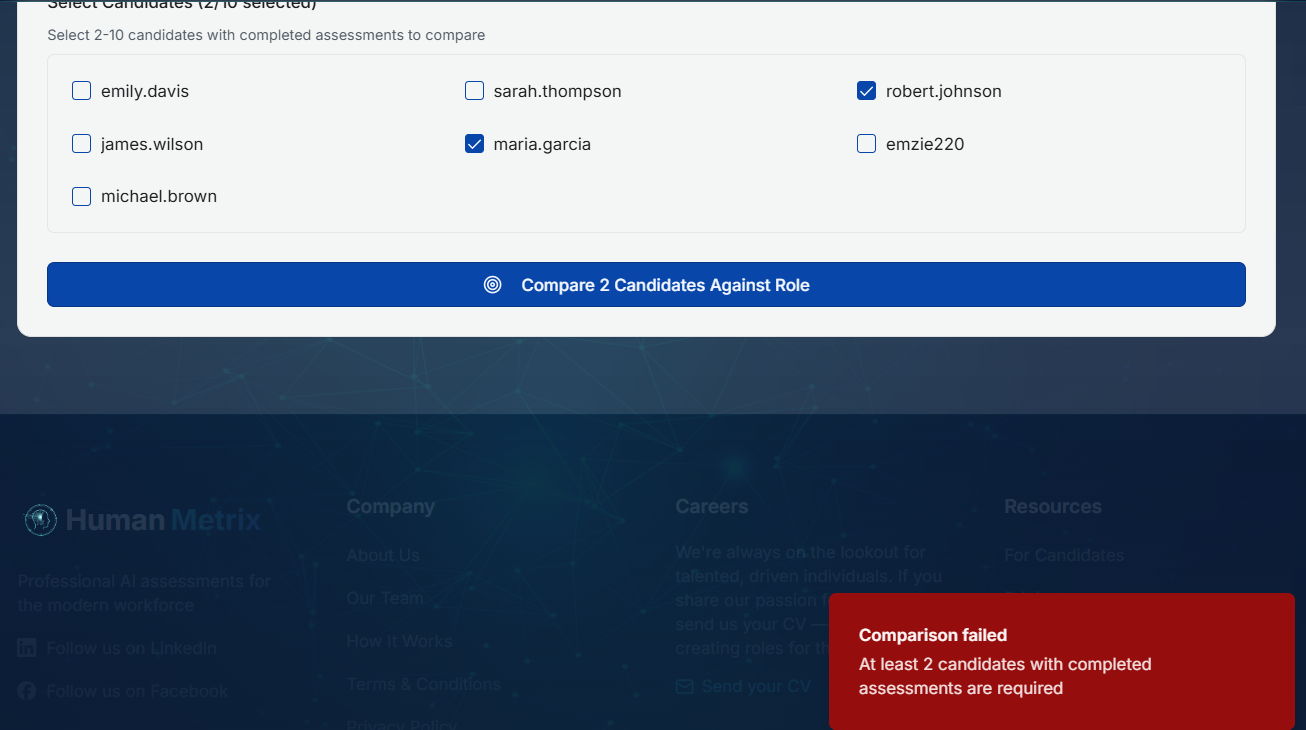 Select Candidates (2/10 selected)
Select 2-10 candidates with completed assessments to compare
emily.davis
sarah.thompson
robert.johnson
james.wilson
maria.garcia
emzie220
michael.brown
Compare 2 Candidates Against Role
Human Metrix
Professional AI assessments for
the modern workforce
Follow us on LinkedIn
Follow us on Facebook
Company
About Us
Our Team
How It Works
Terms & Conditions
Privacy Policy
Careers
We're always on the lookout for
talented, driven individuals. If you
share our passion
send us your CV —
creating roles for
Send your CV
Resources
For Candidates
Comparison failed
At least 2 candidates with completed
assessments are required